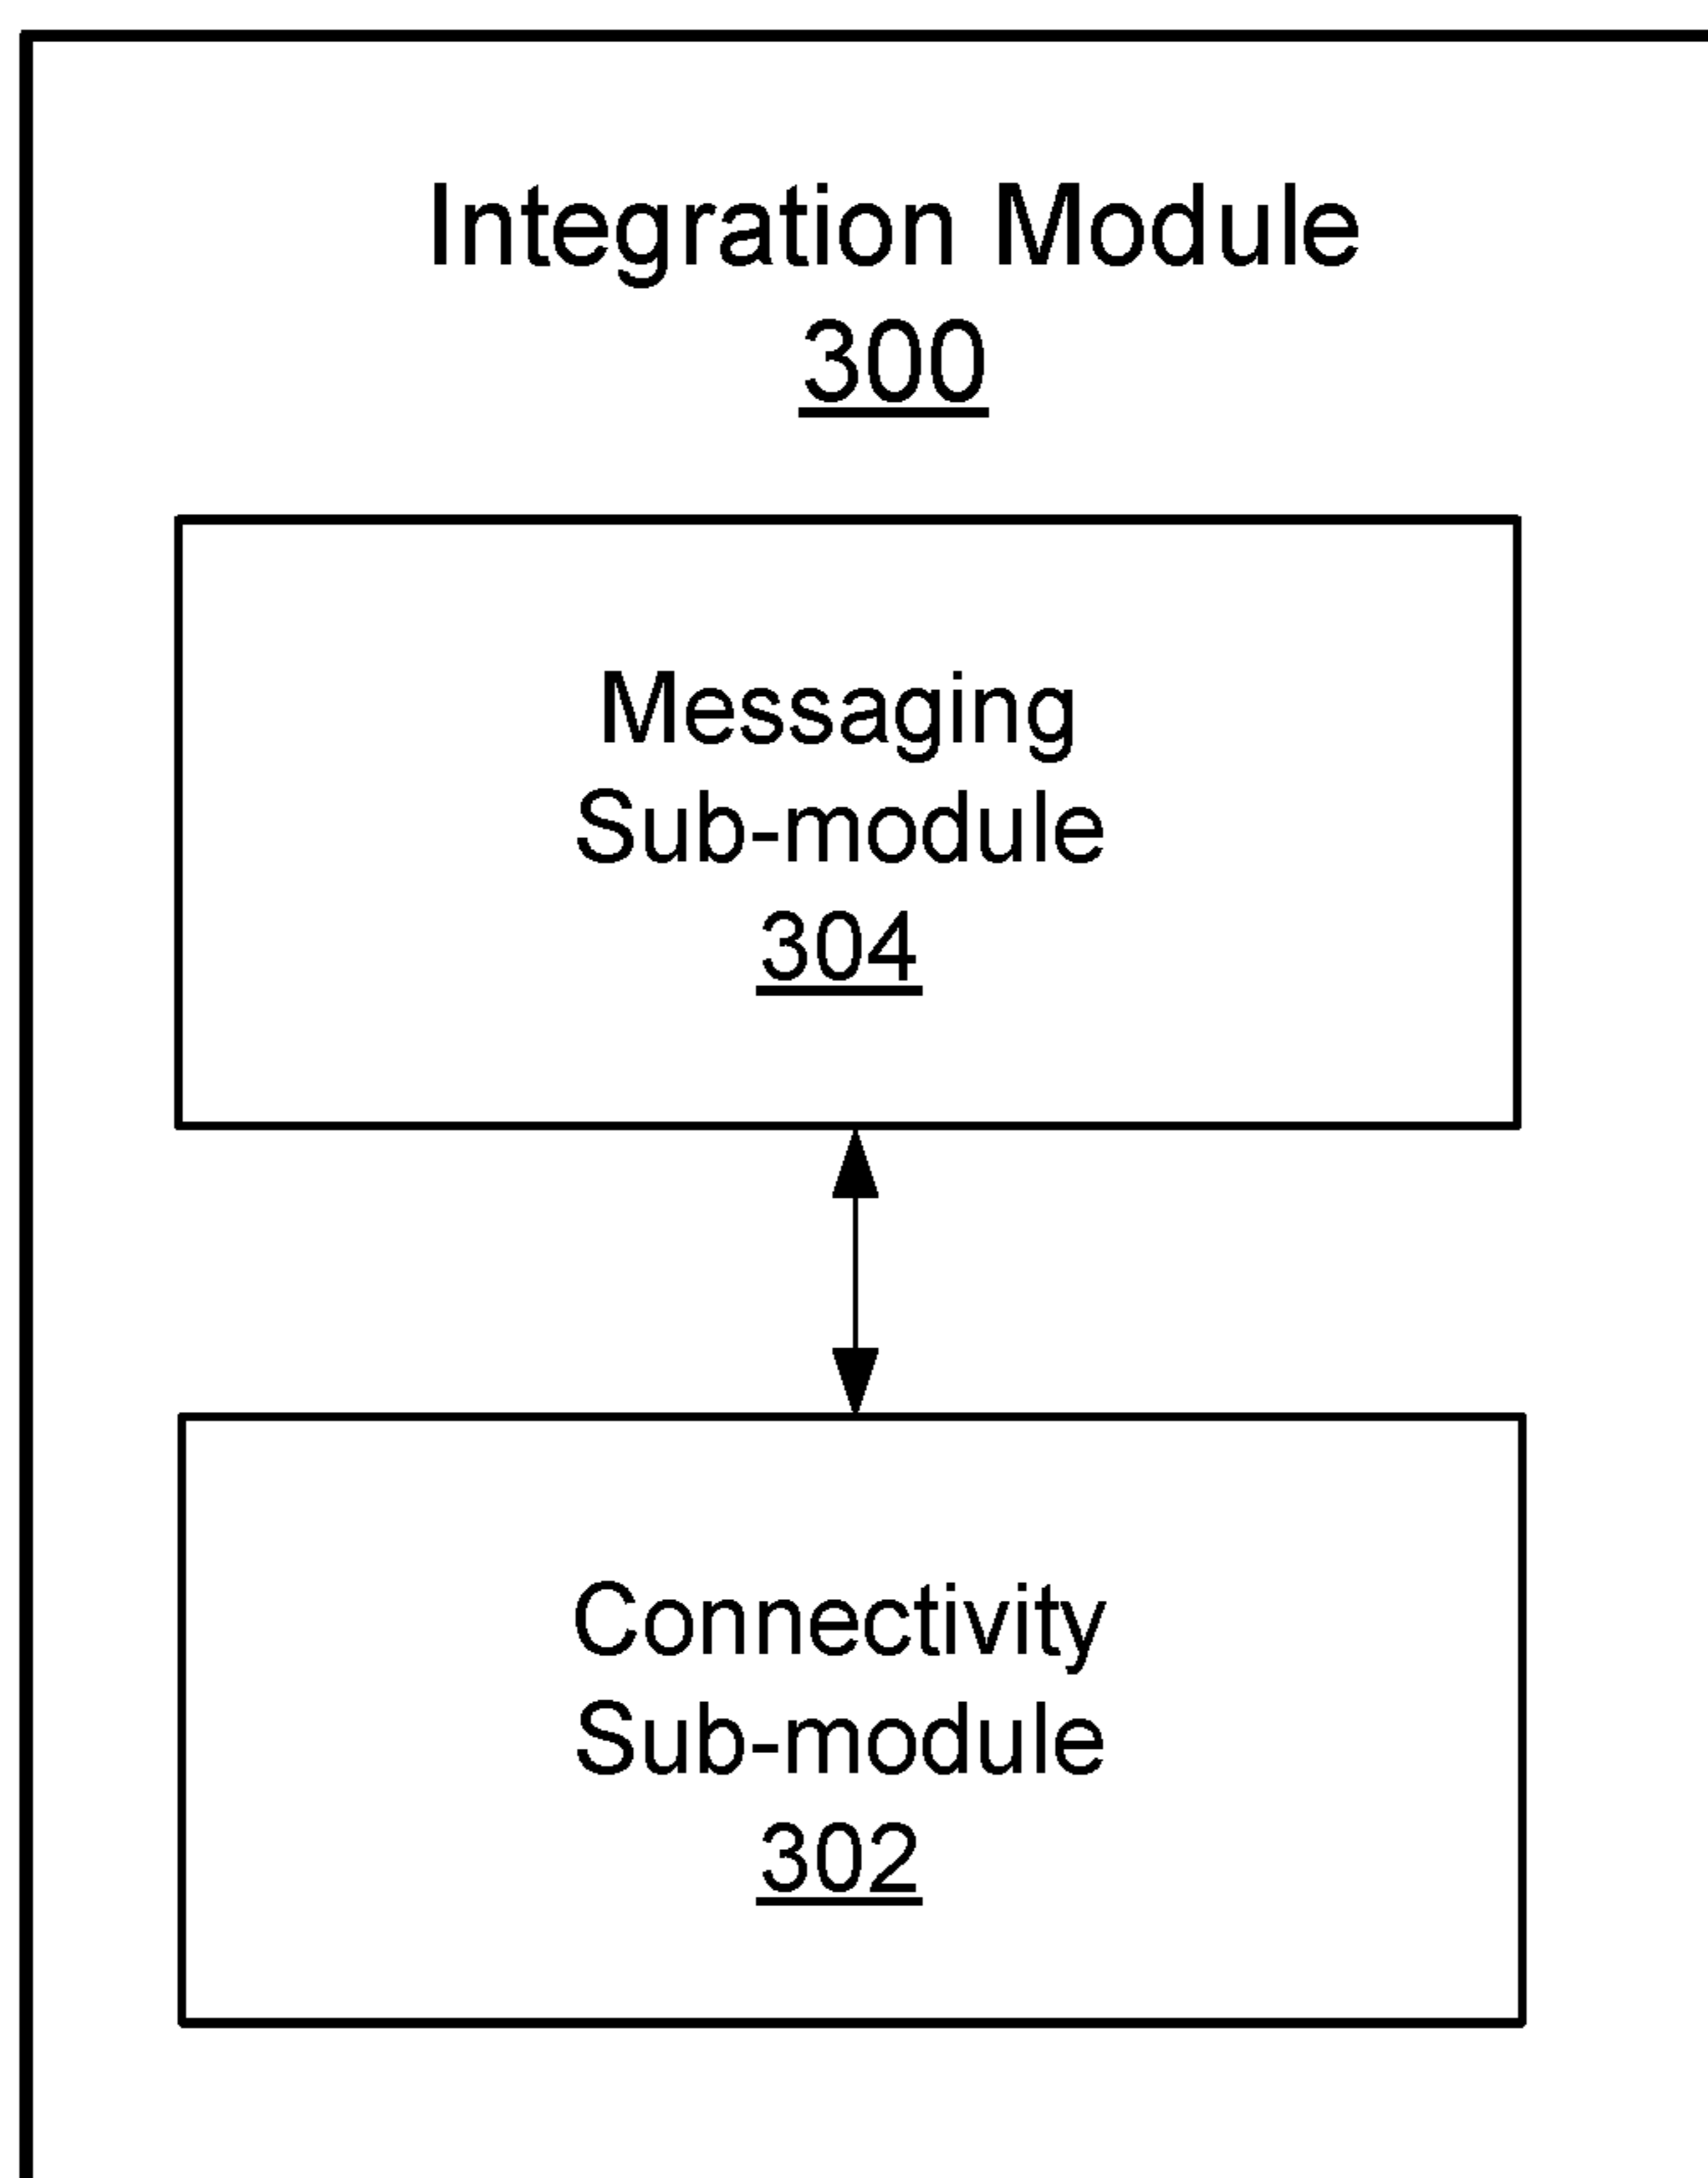 Integration Module
300
Messaging
Sub-module
304
Connectivity
Sub-module
302